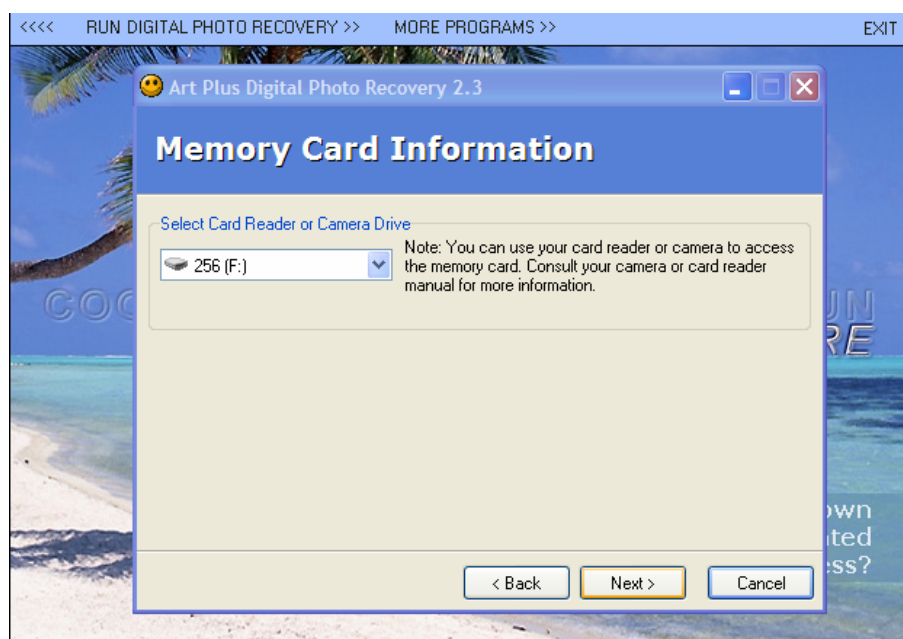 <<<< RUN DIGITAL PHOTO RECOVERY >> MORE PROGRAMS >> EXIT
Art Plus Digital Photo Recovery 2.3
Memory Card Information
Select Card Reader or Camera Drive
256 (F:)
Note: You can use your card reader or camera to access
the memory card. Consult your camera or card reader
manual for more information.
< Back Next > Cancel